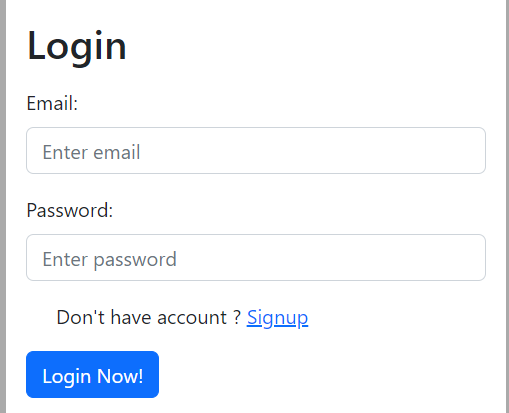 Login
Email:
Enter email
Password:
Enter password
Don't have account ? Signup
Login Now!